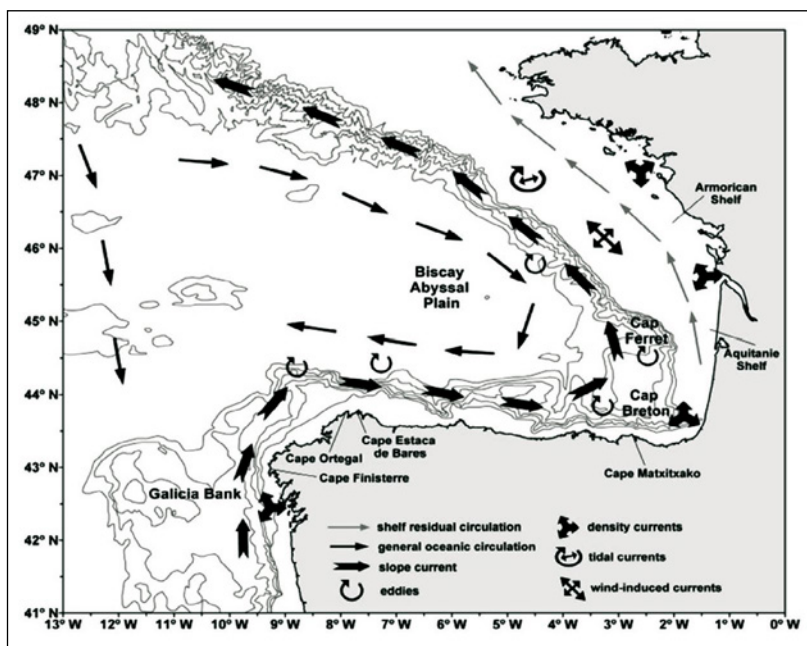 49° N
48° N
47° N
46° N
45° N
44° N
43° N
42° N
41° N
Armorican
Shelf
Biscay
Abyssal
Plain
Cap
Ferret
Aquitanie
Shelf
Cap
Breton
Cape Estaca
de Bares
Cape Ortegal
Cape Matxitxako
Cape Finisterre
Galicia Bank
shelf residual circulation
general oceanic circulation
slope current
eddies
density currents
tidal currents
wind-induced currents
13°W 12°W 11°W 10°W 9°W 8°W 7°W 6°W 5°W 4°W 3°W 2°W 1°W 0°W